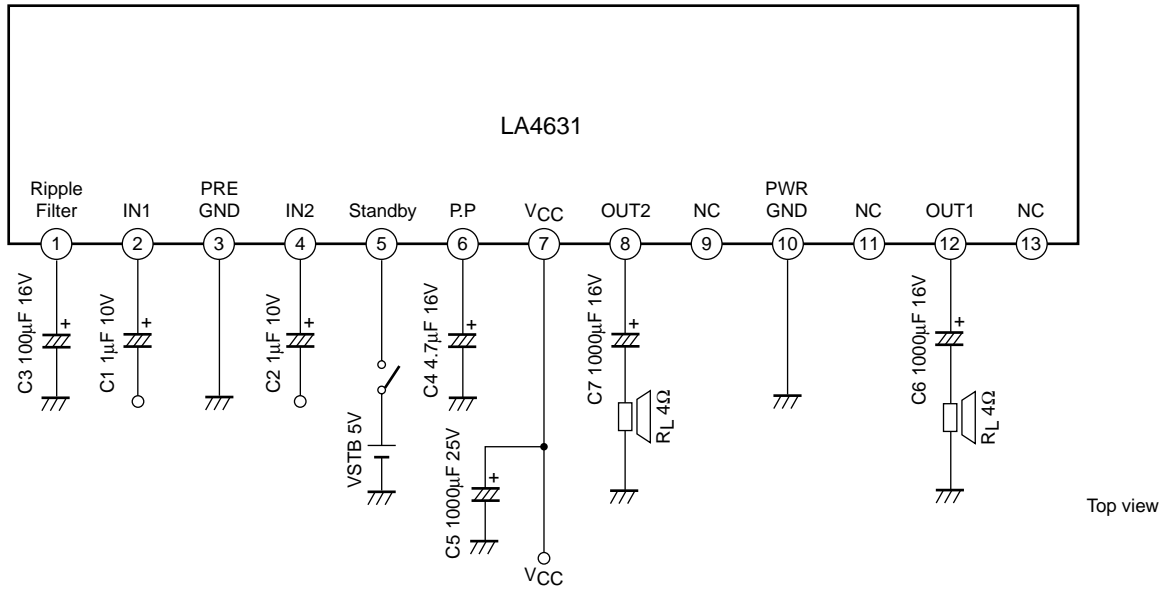 LA4631
Ripple
Filter
IN1
PRE
GND
IN2
Standby
P.P
VCC
OUT2
NC
PWR
GND
NC
OUT1
NC
1
2
3
4
5
6
7
8
9
10
11
12
13
C3 100μF 16V
+
C1 1μF 10V
+
C2 1μF 10V
+
VSTB 5V
C4 4.7μF 16V
+
C5 1000μF 25V
+
VCC
C7 1000μF 16V
+
RL 4Ω
C6 1000μF 16V
+
RL 4Ω
Top view